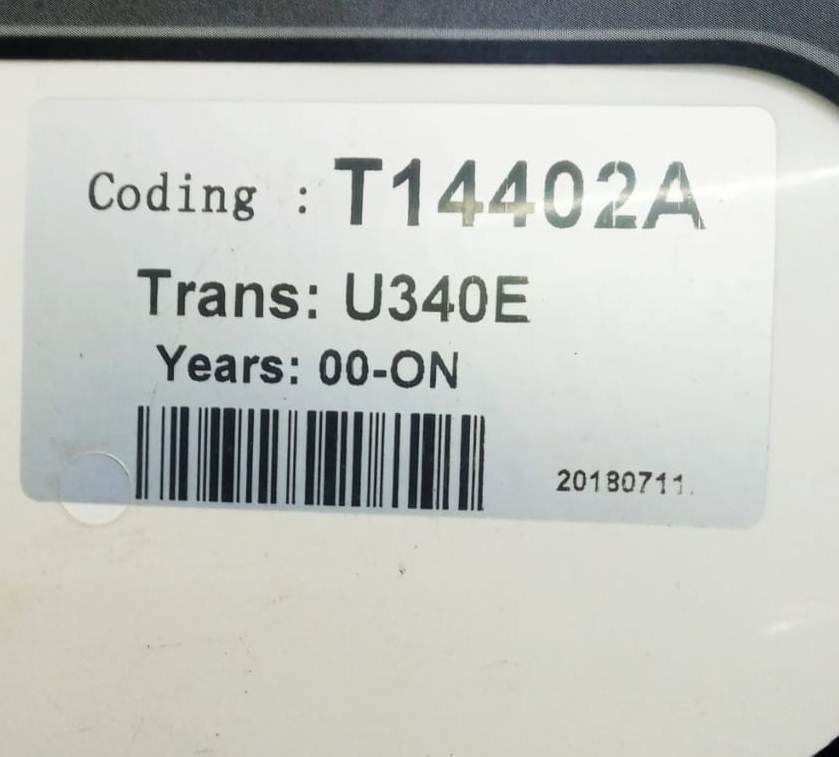 Coding : T14402A
Trans: U340E
Years: 00-ON
20180711.